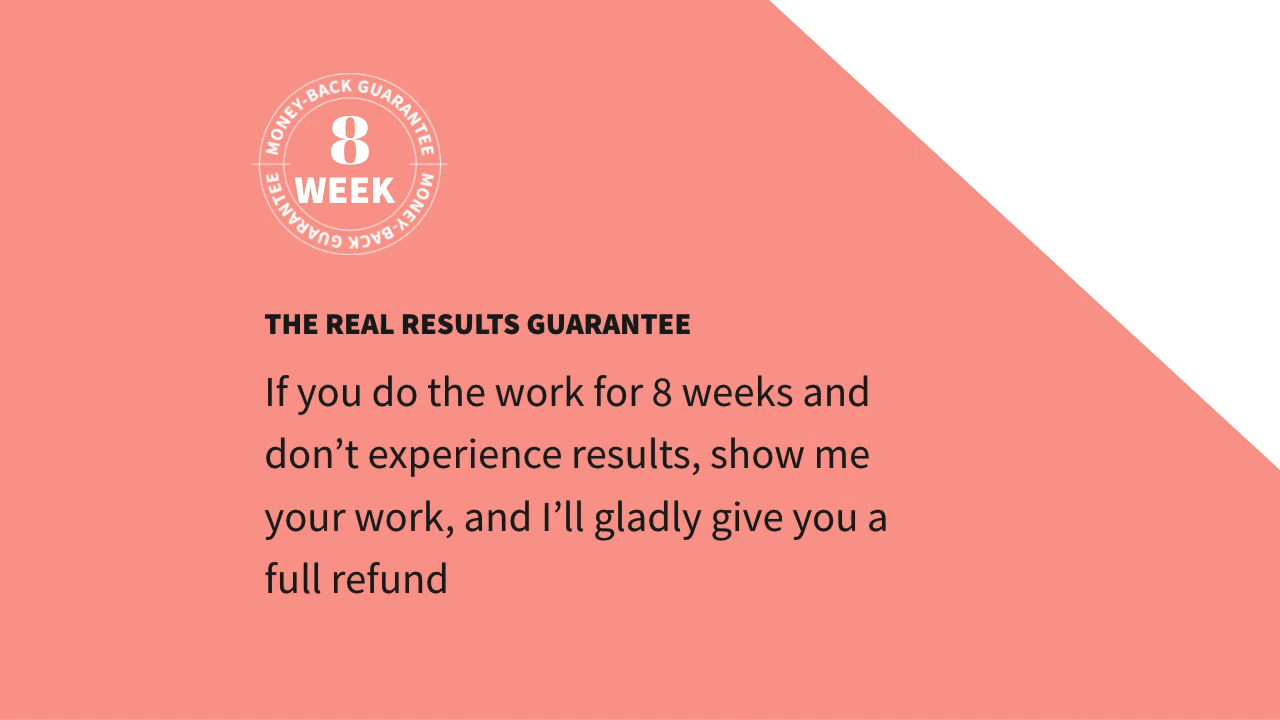 MONEY-BACK GUARANTEE
8
WEEK
MONEY-BACK GUARANTEE
THE REAL RESULTS GUARANTEE
If you do the work for 8 weeks and
don’t experience results, show me
your work, and I’ll gladly give you a
full refund